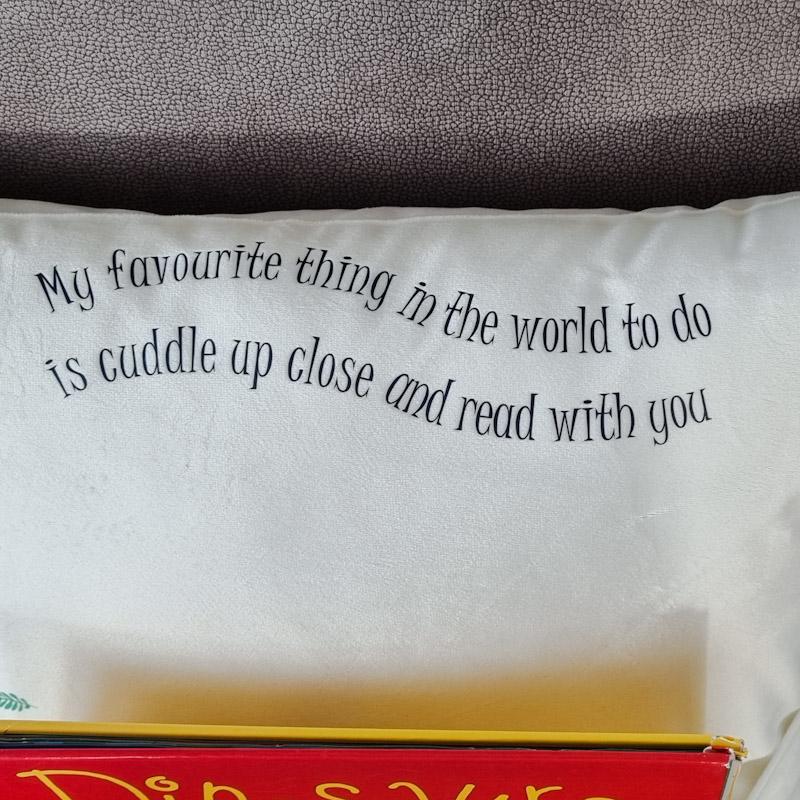 My favourite thing in the world to do
is cuddle up close and read with you